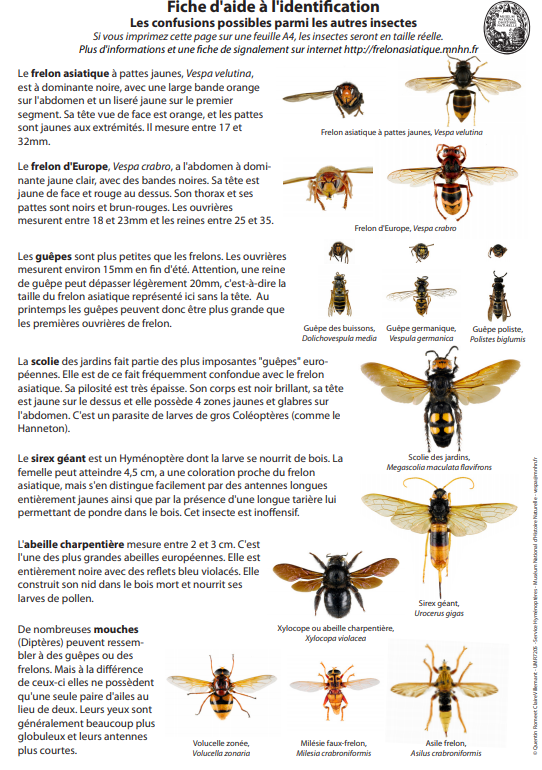 Fiche d'aide à l'identification
Les confusions possibles parmi les autres insectes
Si vous imprimez cette page sur une feuille A4, les insectes seront en taille réelle.
Plus d'informations et une fiche de signalement sur internet http://frelonasiatique.mnhn.fr
Le frelon asiatique à pattes jaunes, Vespa velutina,
est à dominante noire, avec une large bande orange
sur l'abdomen et un liseré jaune sur le premier
segment. Sa tête vue de face est orange, et les pattes
sont jaunes aux extrémités. Il mesure entre 17 et
32mm.
Frelon asiatique à pattes jaunes, Vespa velutina
Le frelon d'Europe, Vespa crabro, a l'abdomen à domi-
nante jaune clair, avec des bandes noires. Sa tête est
jaune de face et rouge au dessus. Son thorax et ses
pattes sont noirs et brun-rouges. Les ouvrières
mesurent entre 18 et 23mm et les reines entre 25 et 35.
Frelon d'Europe, Vespa crabro
Les guêpes sont plus petites que les frelons. Les ouvrières
mesurent environ 15mm en fin d'été. Attention, une reine
de guêpe peut dépasser légèrement 20mm, c'est-à-dire la
taille du frelon asiatique représenté ici sans la tête. Au
printemps les guêpes peuvent donc être plus grande que
les premières ouvrières de frelon.
Guêpe des buissons,
Dolichovespula media
Guêpe germanique,
Vespula germanica
Guêpe poliste,
Polistes biglumis
La scolie des jardins fait partie des plus imposantes "guêpes" euro-
péennes. Elle est de ce fait fréquemment confondue avec le frelon
asiatique. Sa pilosité est très épaisse. Son corps est noir brillant, sa tête
est jaune sur le dessus et elle possède 4 zones jaunes et glabres sur
l'abdomen. C'est un parasite de larves de gros Coléoptères (comme le
Hanneton).
Scolie des jardins,
Megascolia maculata flavifrons
Le sirex géant est un Hyménoptère dont la larve se nourrit de bois. La
femelle peut atteindre 4,5 cm, a une coloration proche du frelon
asiatique, mais s'en distingue facilement par des antennes longues
entièrement jaunes ainsi que par la présence d'une longue tarière lui
permettant de pondre dans le bois. Cet insecte est inoffensif.
Sirex géant,
Urocerus gigas
L'abeille charpentière mesure entre 2 et 3 cm. C'est
l'une des plus grandes abeilles européennes. Elle est
entièrement noire avec des reflets bleu violacés. Elle
construit son nid dans le bois mort et nourrit ses
larves de pollen.
Xylocope ou abeille charpentière,
Xylocopa violacea
De nombreuses mouches
(Diptères) peuvent ressem-
bler à des guêpes ou des
frelons. Mais à la différence
de ceux-ci elles ne possèdent
qu'une seule paire d'ailes au
lieu de deux. Leurs yeux sont
généralement beaucoup plus
globuleux et leurs antennes
plus courtes.
Volucelle zonée,
Volucella zonaria
Milésie faux-frelon,
Milesia crabroniformis
Asile frelon,
Asilus crabroniformis
© Quentin Rome et Claire Villemant - UMR7205 - Service Hyménoptères - Muséum National d'Histoire Naturelle - vespa@mnhn.fr